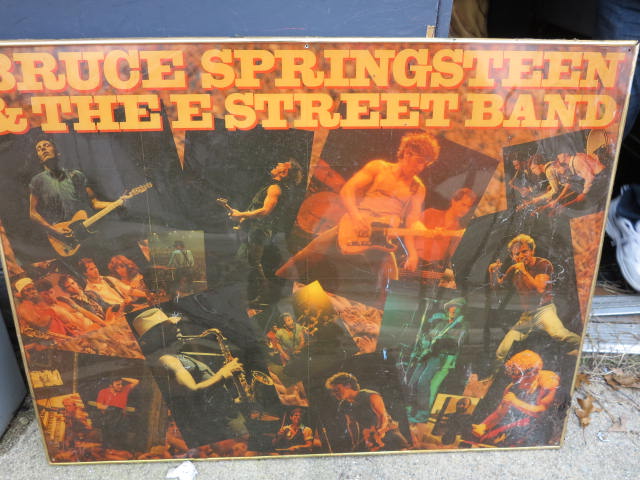 BRUCE SPRINGSTEEN
& THE E STREET BAND